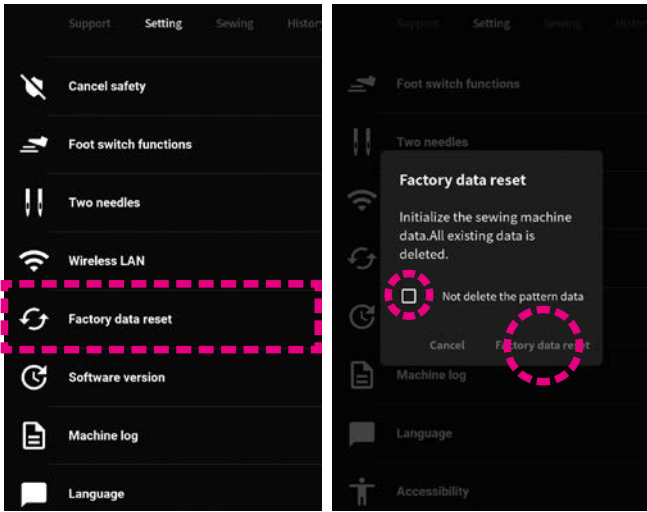 Support Setting Sewing History
Cancel safety
Foot switch functions
Two needles
Wireless LAN
Factory data reset
Software version
Machine log
Language
Support Setting Sewing History
Foot switch functions
Two needles
Factory data reset
Initialize the sewing machine
data.All existing data is
deleted.
Not delete the pattern data
Cancel Factory data reset
Machine log
Language
Accessibility